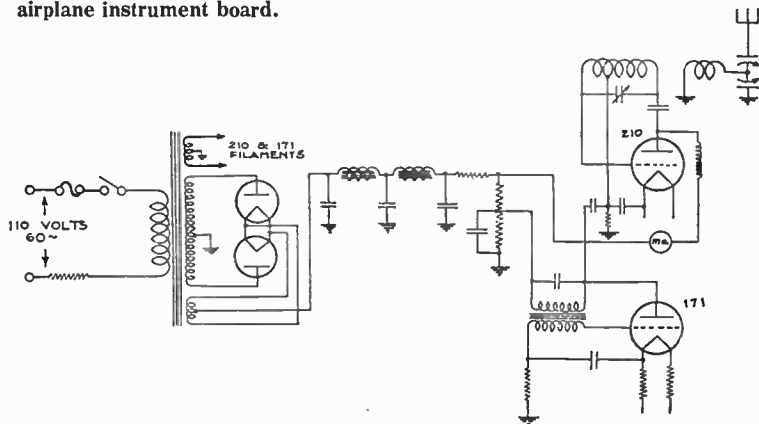 airplane instrument board.
210
210 & 171
FILAMENTS
110 VOLTS
60~
ma.
171